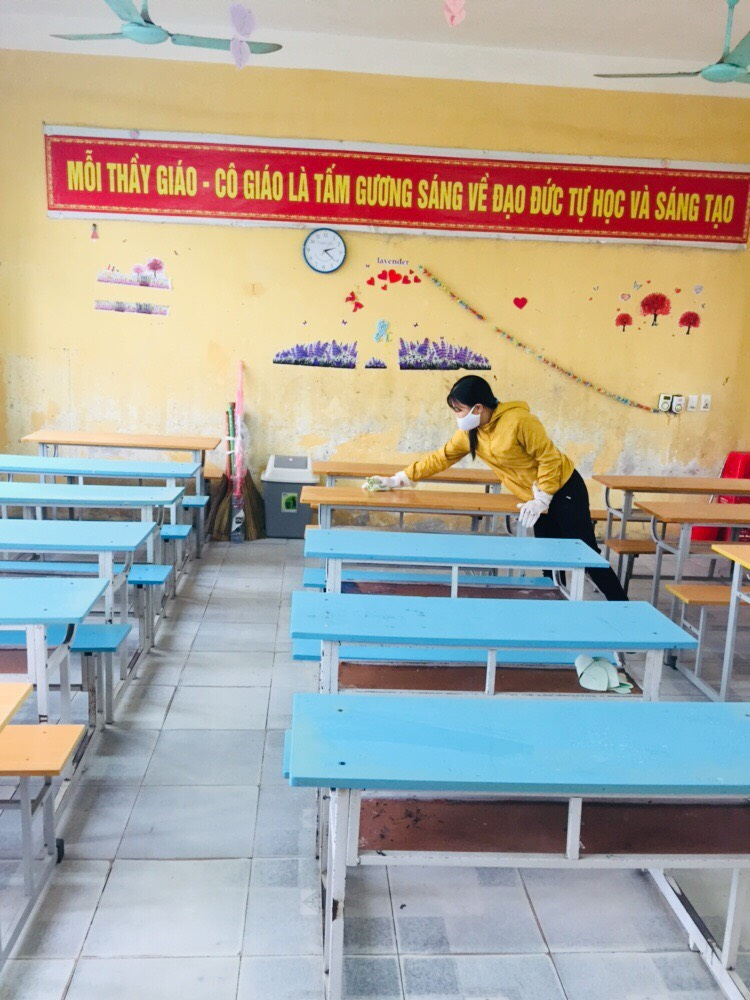 MỖI THẦY GIÁO - CÔ GIÁO LÀ TẤM GƯƠNG SÁNG VỀ ĐẠO ĐỨC TỰ HỌC VÀ SÁNG TẠO
lavender